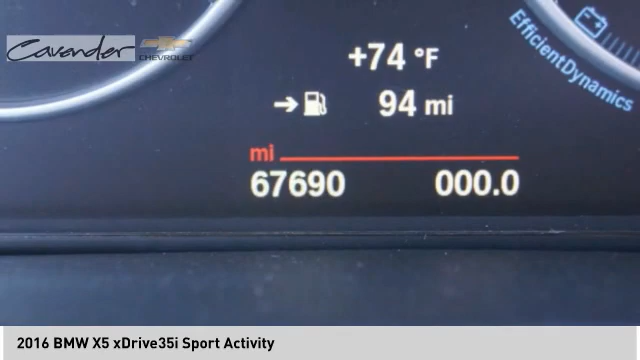 Cavender
CHEVROLET
+74 °F
➔ 94 mi
EfficientDynamics
mi
67690 000.0
2016 BMW X5 xDrive35i Sport Activity